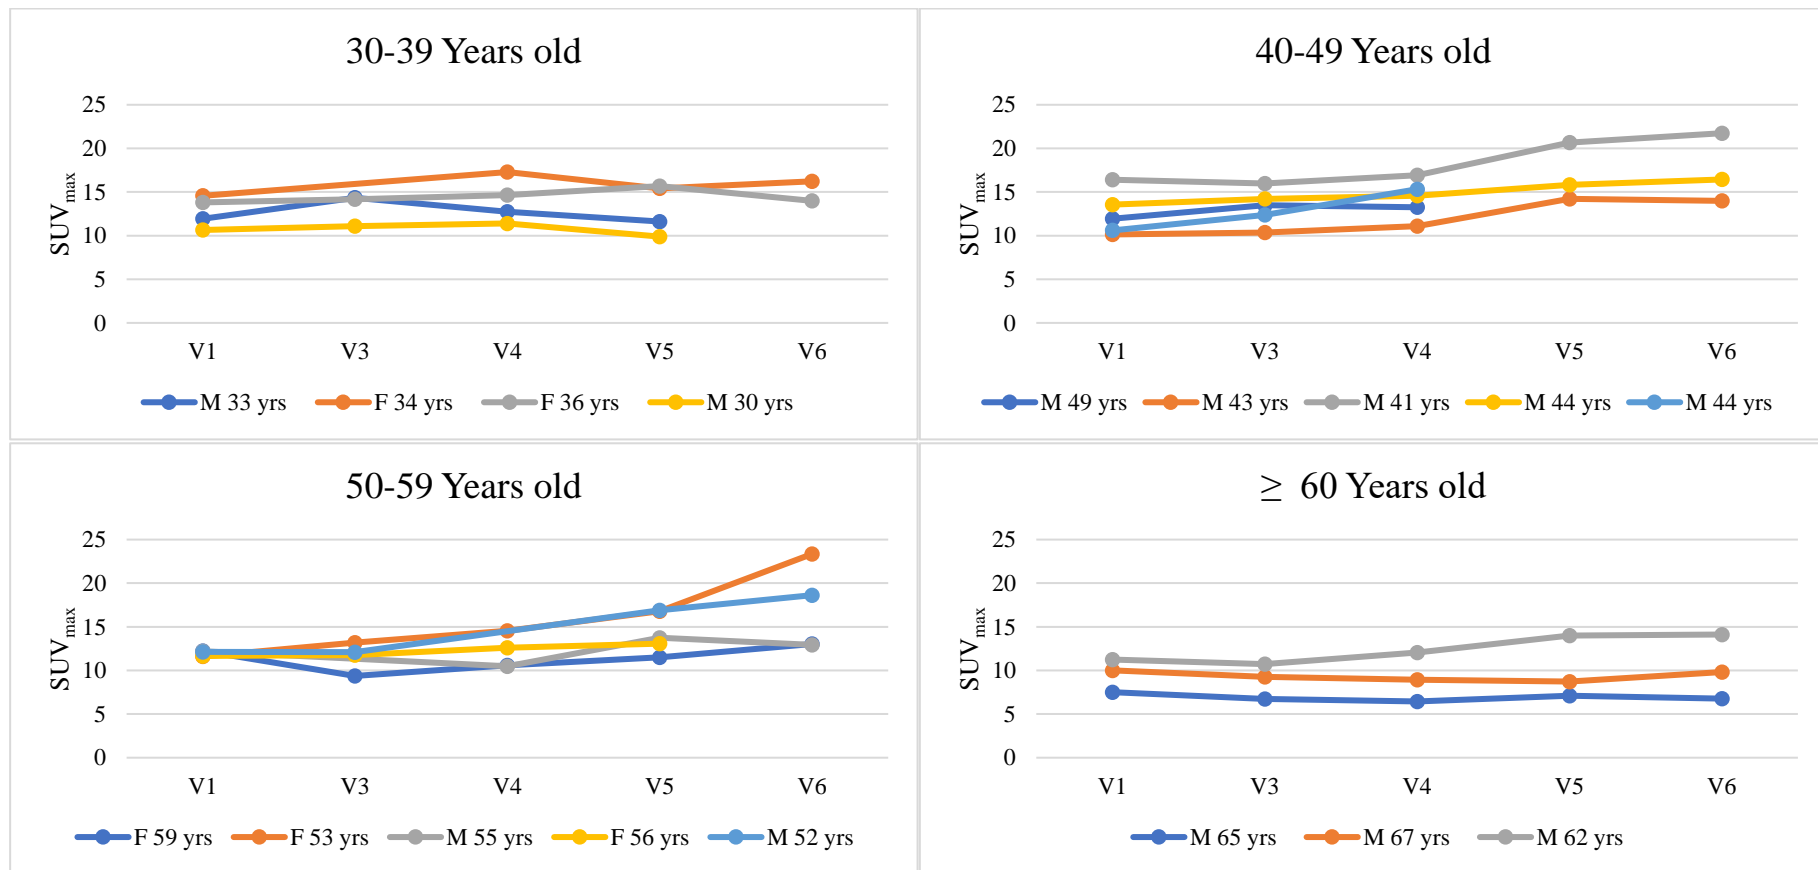 30-39 Years old
25
20
15
10
5
0
SUVmax
V1 V3 V4 V5 V6
M 33 yrs F 34 yrs F 36 yrs M 30 yrs
40-49 Years old
25
20
15
10
5
0
SUVmax
V1 V3 V4 V5 V6
M 49 yrs M 43 yrs M 41 yrs M 44 yrs M 44 yrs
50-59 Years old
25
20
15
10
5
0
SUVmax
V1 V3 V4 V5 V6
F 59 yrs F 53 yrs M 55 yrs F 56 yrs M 52 yrs
≥ 60 Years old
25
20
15
10
5
0
SUVmax
V1 V3 V4 V5 V6
M 65 yrs M 67 yrs M 62 yrs